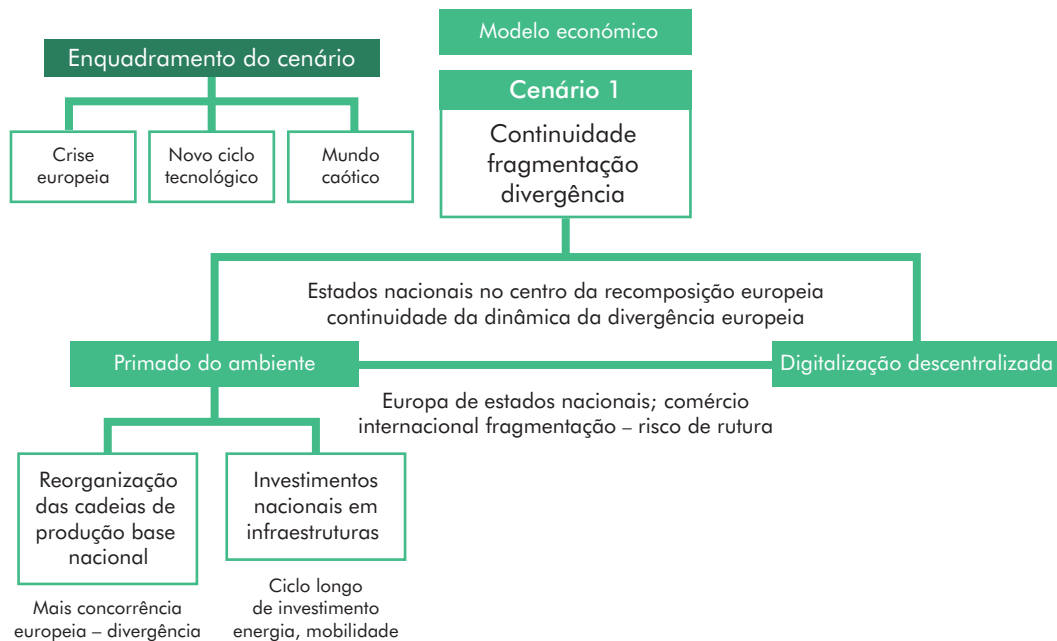 Modelo económico
Enquadramento do cenário
Crise
europeia
Novo ciclo
tecnológico
Mundo
caótico
Cenário 1
Continuidade
fragmentação
divergência
Estados nacionais no centro da recomposição europeia
continuidade da dinâmica da divergência europeia
Primado do ambiente
Digitalização descentralizada
Europa de estados nacionais; comércio
internacional fragmentação – risco de rutura
Reorganização
das cadeias de
produção base
nacional
Investimentos
nacionais em
infraestruturas
Mais concorrência
europeia – divergência
Ciclo longo
de investimento
energia, mobilidade